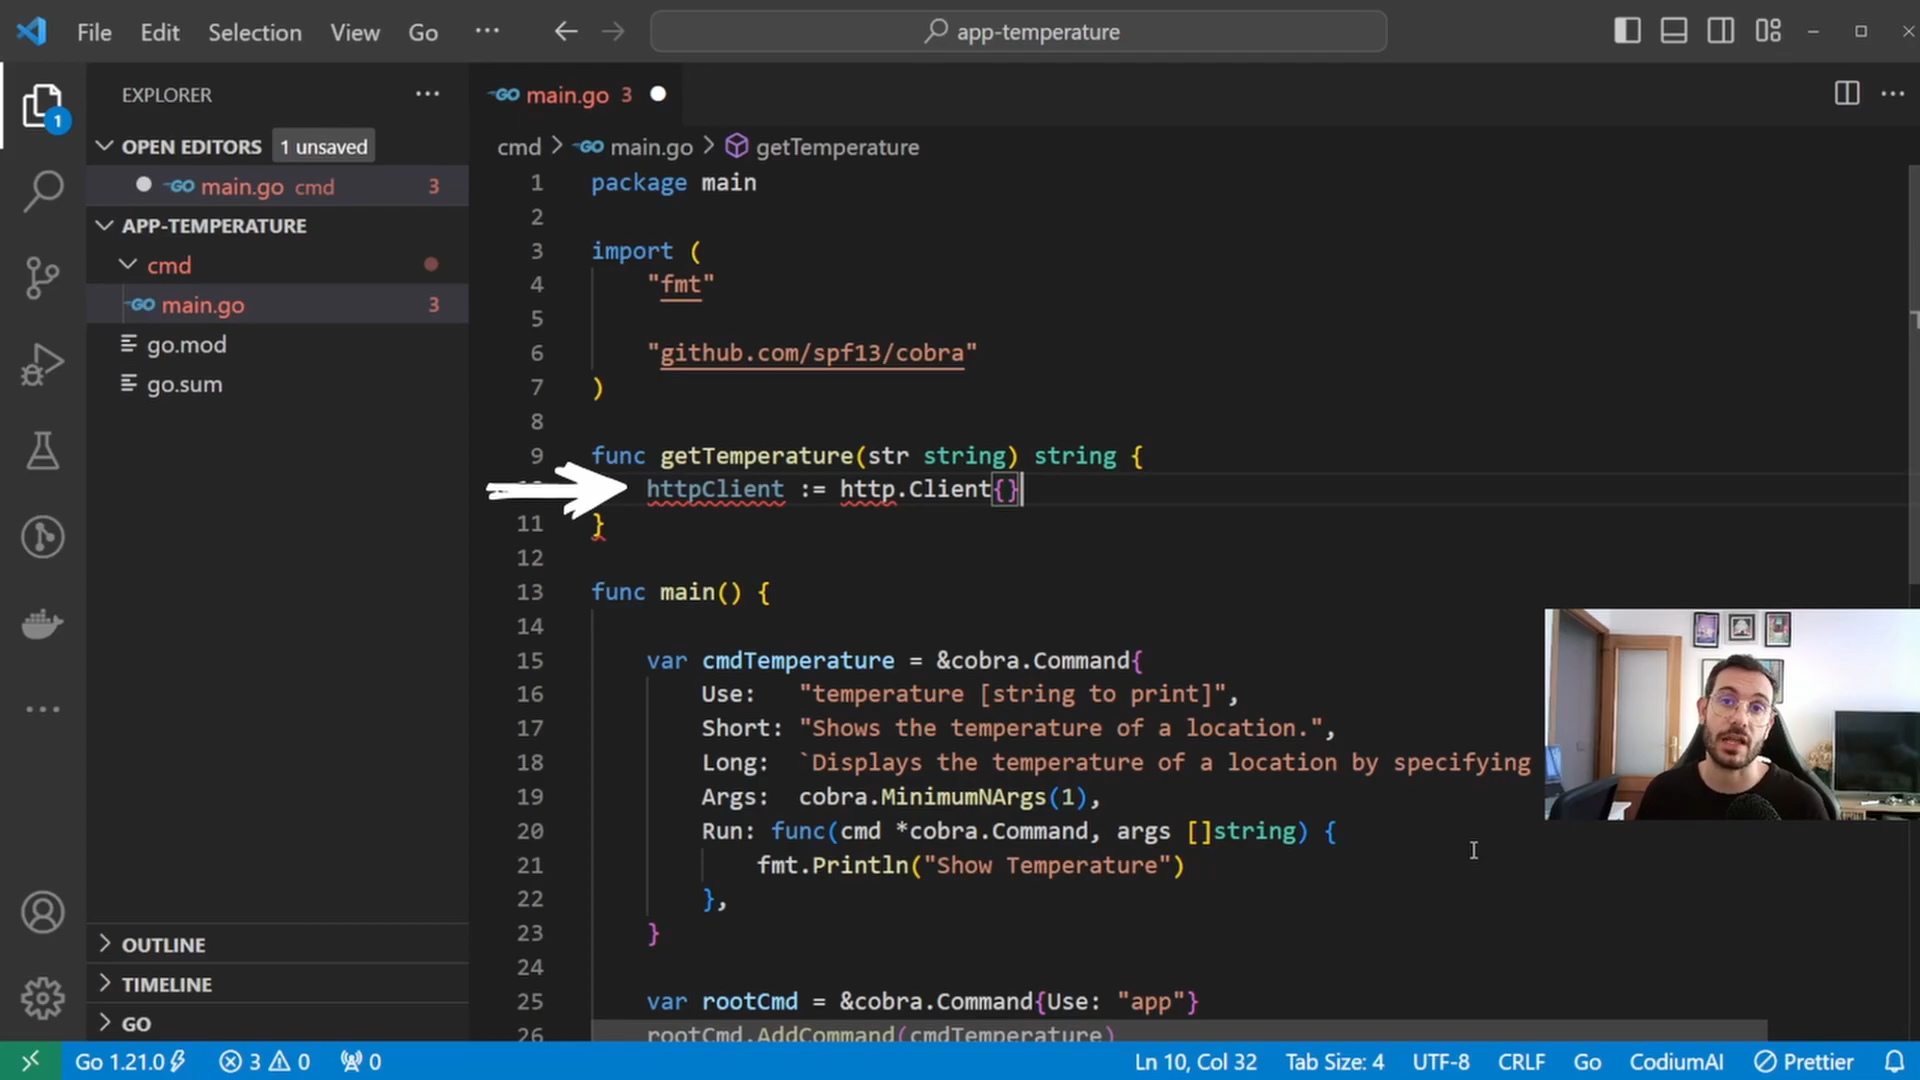 File Edit Selection View Go ··· app-temperature
EXPLORER ···
OPEN EDITORS 1 unsaved
main.go cmd 3
APP-TEMPERATURE
cmd
main.go 3
go.mod
go.sum
OUTLINE
TIMELINE
GO
main.go 3
cmd > main.go > getTemperature
1 package main
2
3 import (
4 "fmt"
5
6 "github.com/spf13/cobra"
7 )
8
9 func getTemperature(str string) string {
httpClient := http.Client{}
11 }
12
13 func main() {
14
15 var cmdTemperature = &cobra.Command{
16 Use: "temperature [string to print]",
17 Short: "Shows the temperature of a location.",
18 Long: `Displays the temperature of a location by specifying
19 Args: cobra.MinimumNArgs(1),
20 Run: func(cmd *cobra.Command, args []string) {
21 fmt.Println("Show Temperature")
22 },
23 }
24
25 var rootCmd = &cobra.Command{Use: "app"}
26 rootCmd.AddCommand(cmdTemperature)
Go 1.21.0 3 0 0 Ln 10, Col 32 Tab Size: 4 UTF-8 CRLF Go CodiumAI Prettier